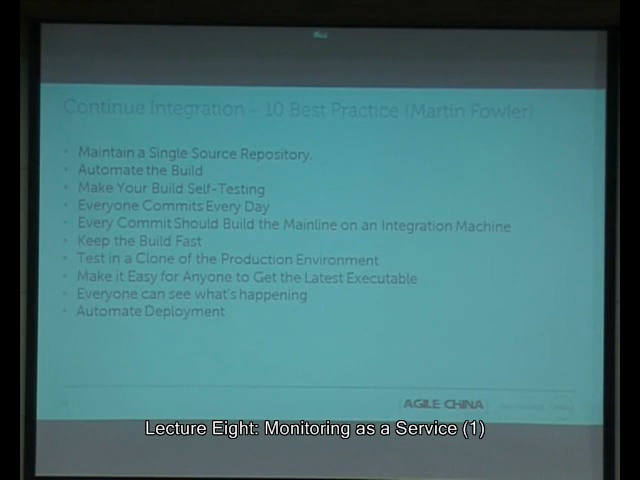 Continue Integration – 10 Best Practice (Martin Fowler)
• Maintain a Single Source Repository.
• Automate the Build
• Make Your Build Self-Testing
• Everyone Commits Every Day
• Every Commit Should Build the Mainline on an Integration Machine
• Keep the Build Fast
• Test in a Clone of the Production Environment
• Make it Easy for Anyone to Get the Latest Executable
• Everyone can see what's happening
• Automate Deployment
AGILE CHINA
Lecture Eight: Monitoring as a Service (1)